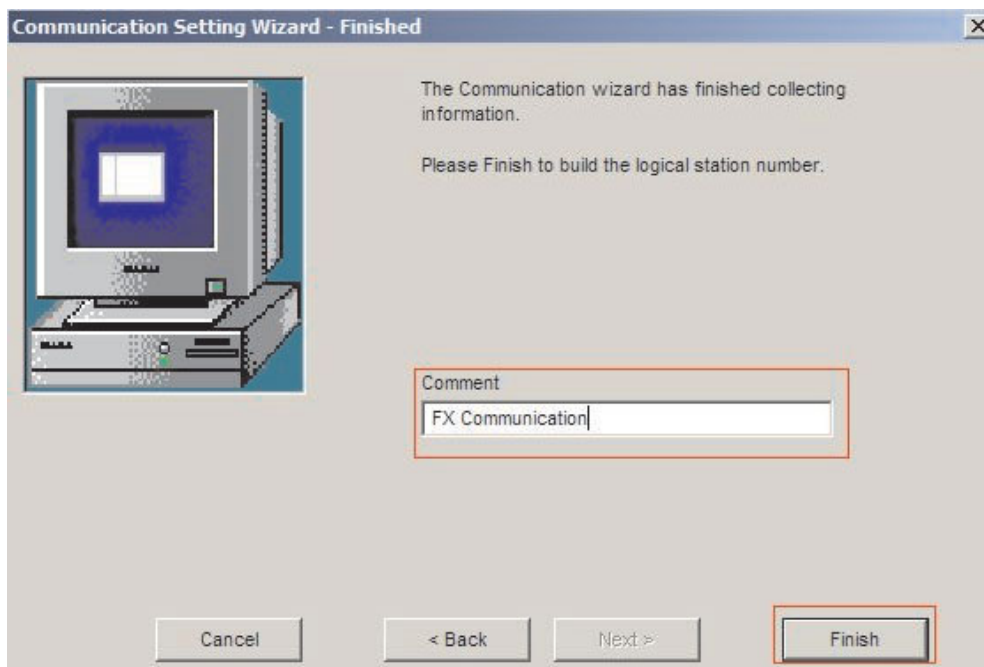 Communication Setting Wizard - Finished
The Communication wizard has finished collecting
information.
Please Finish to build the logical station number.
Comment
FX Communication
Cancel
< Back
Next >
Finish